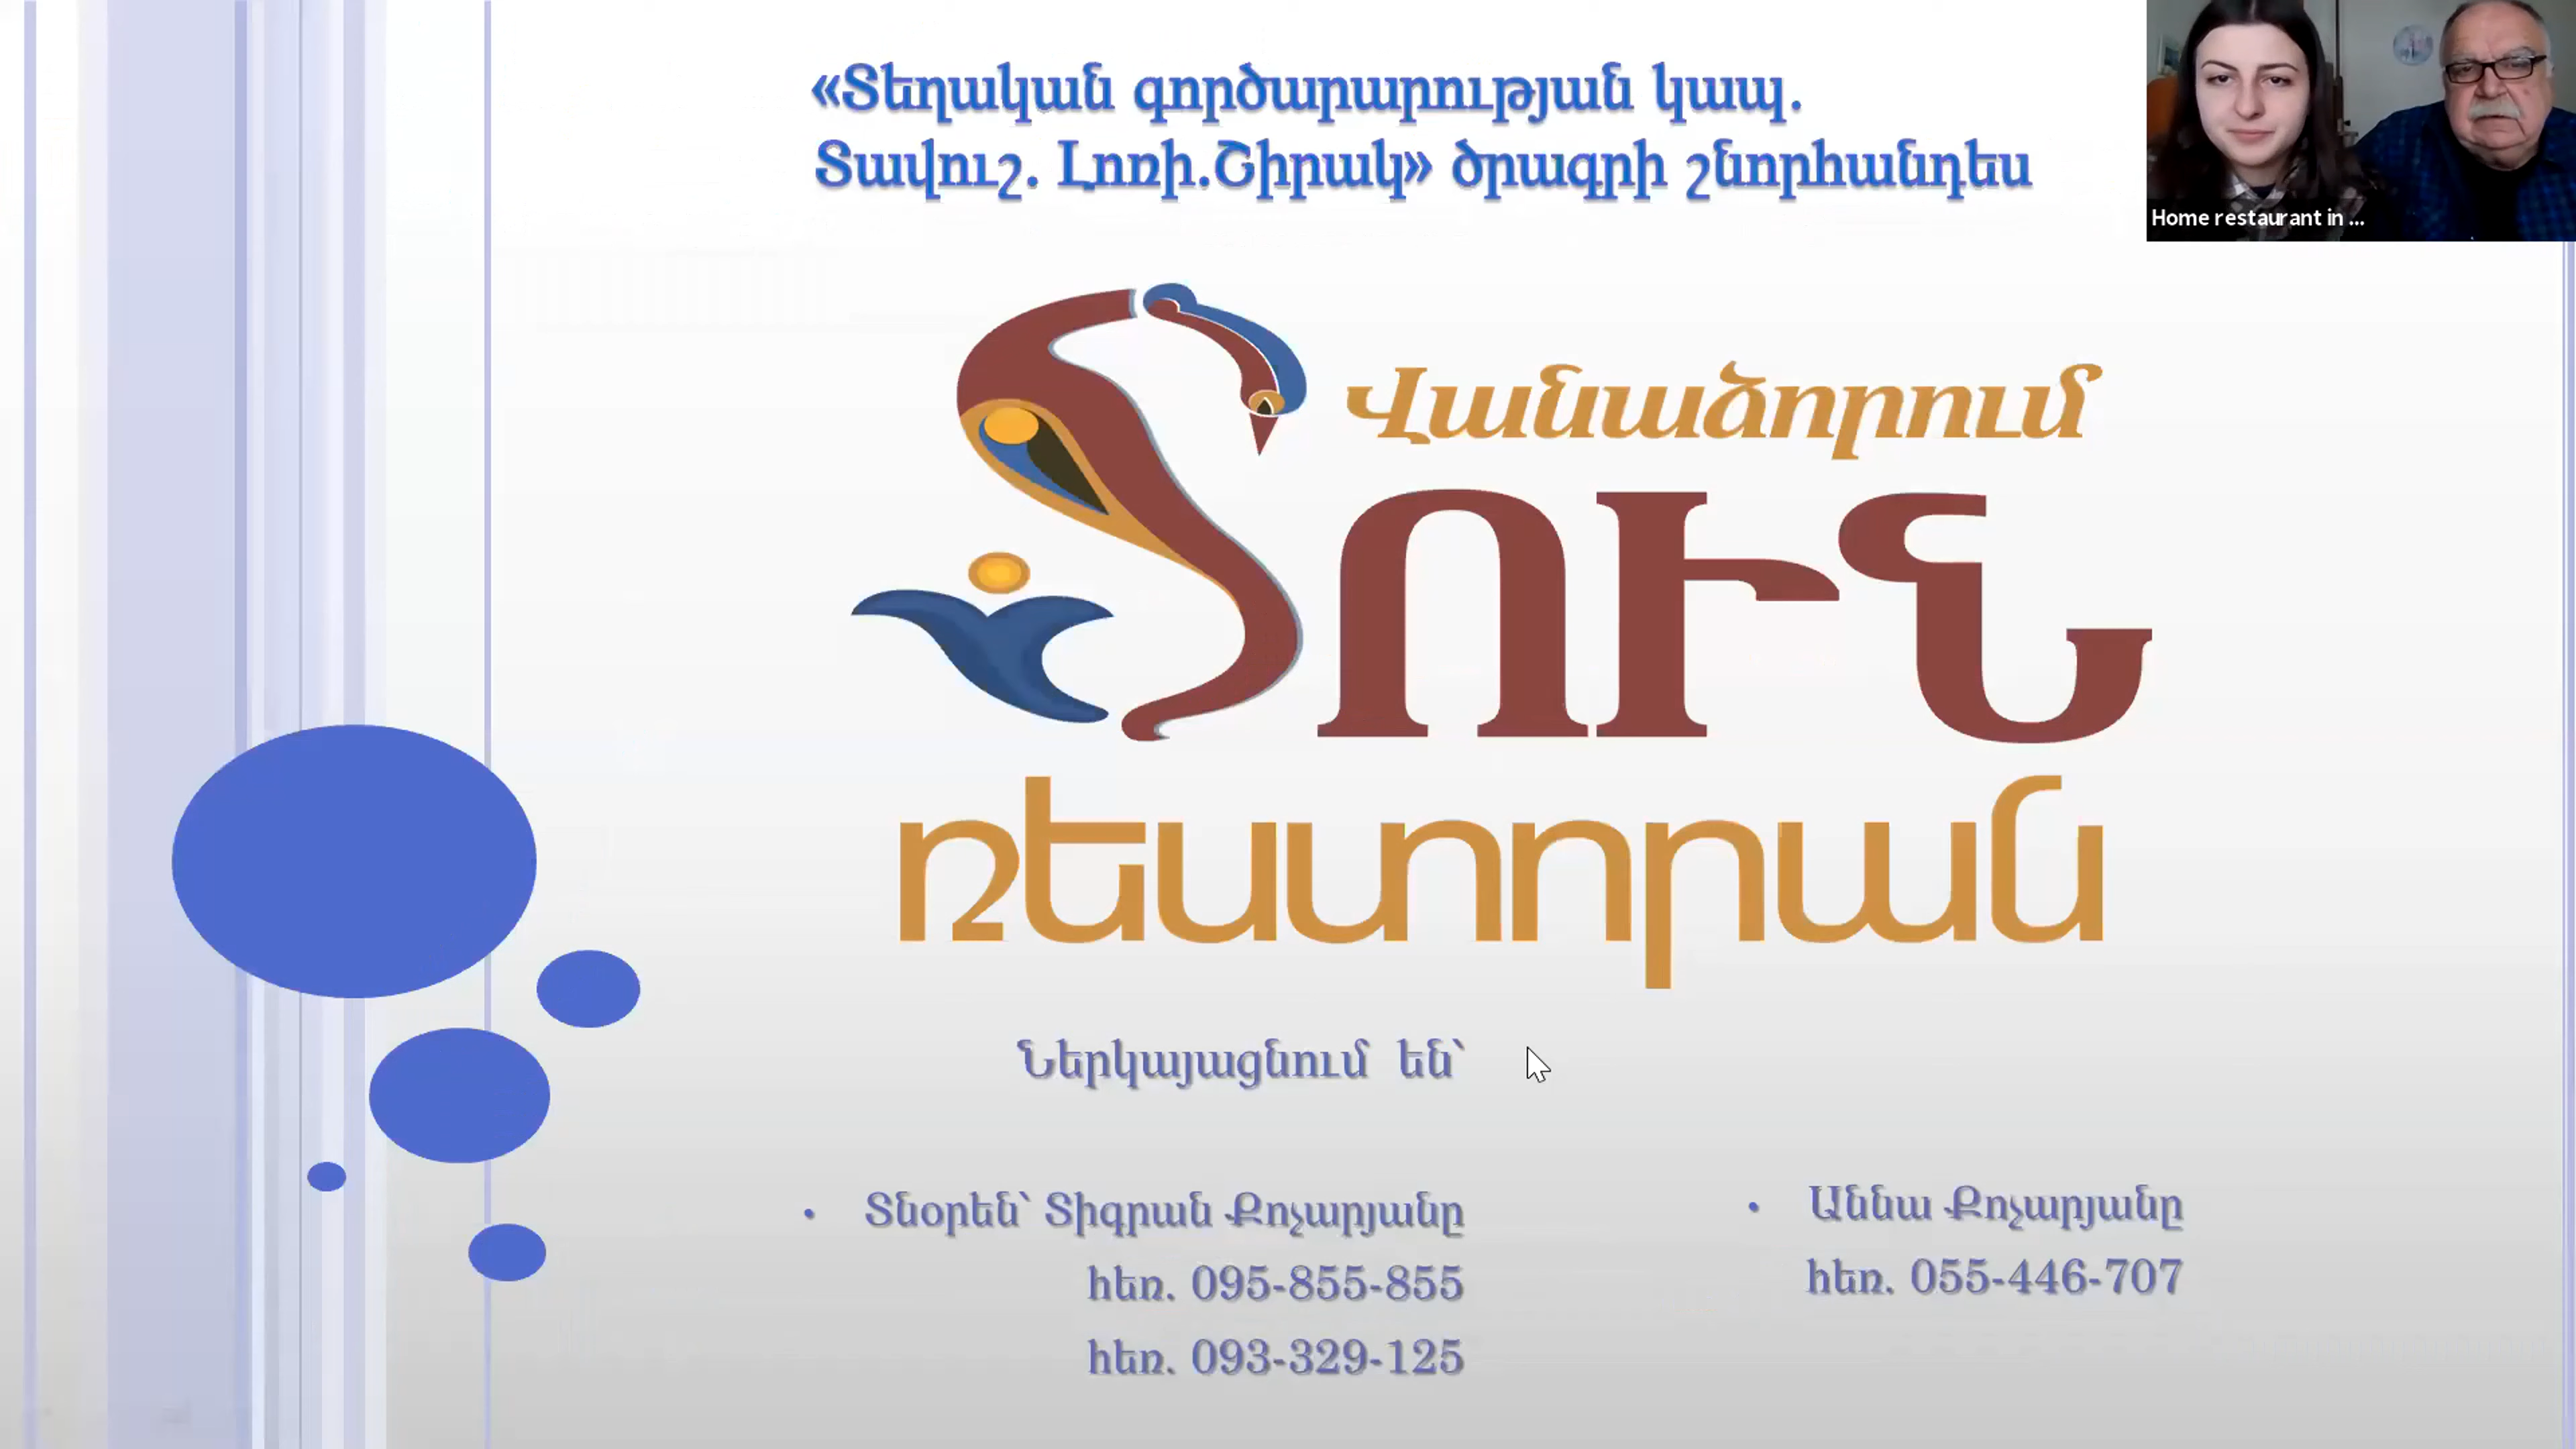 «Տեղական գործարարության կապ.
Տավուշ. Լոռի.Շիրակ» ծրագրի շնորհանդես
Home restaurant in ...
Վանաձորում
ՏՈՒՆ
ռեստորան
Ներկայացնում են՝
• Տնօրեն՝ Տիգրան Քոչարյանը
հեռ. 095-855-855
հեռ. 093-329-125
• Աննա Քոչարյանը
հեռ. 055-446-707